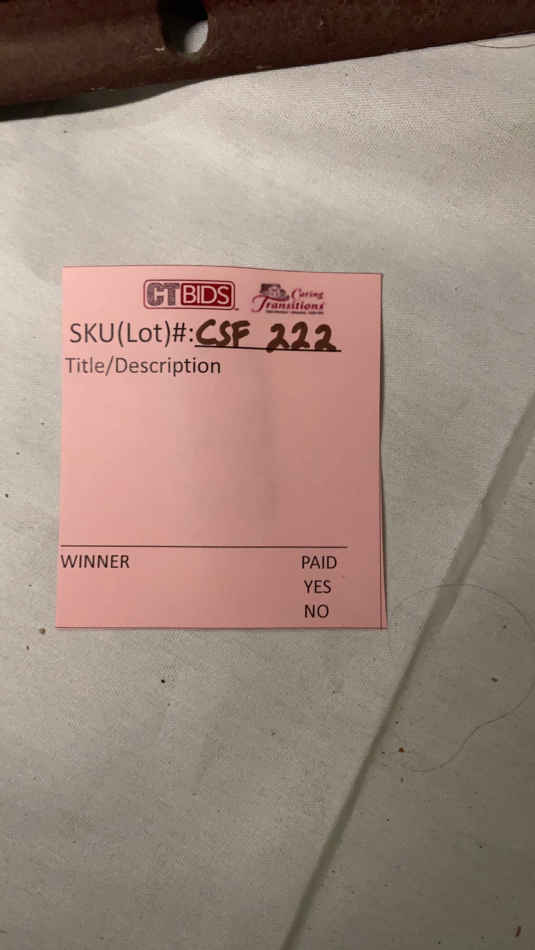 CTBIDS
Caring
Transitions
SKU(Lot)#: CSF 222
Title/Description
WINNER PAID
YES
NO